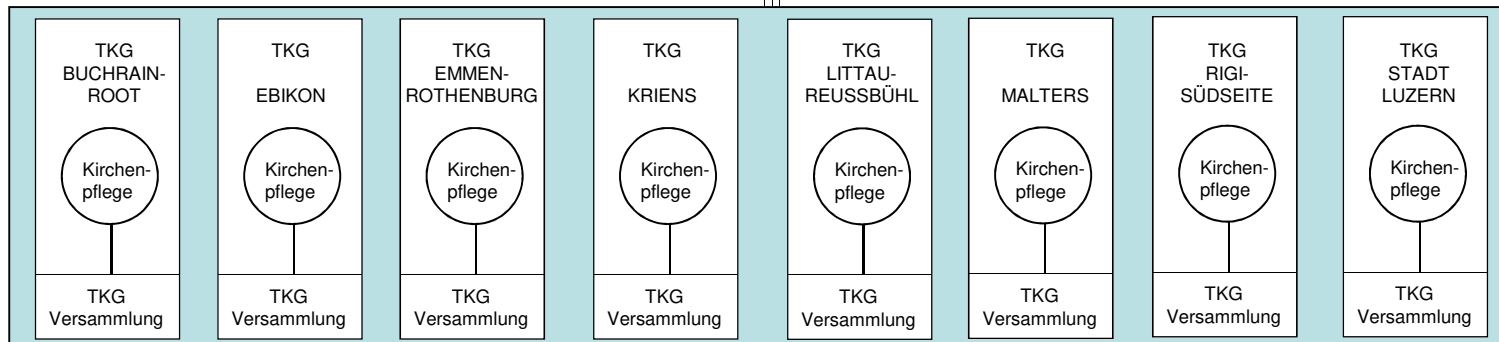 TKG
BUCHRAIN-
ROOT
Kirchen-
pflege
TKG
Versammlung
TKG
EBIKON
Kirchen-
pflege
TKG
Versammlung
TKG
EMMEN-
ROTHENBURG
Kirchen-
pflege
TKG
Versammlung
TKG
KRIENS
Kirchen-
pflege
TKG
Versammlung
TKG
LITTAU-
REUSSBÜHL
Kirchen-
pflege
TKG
Versammlung
TKG
MALTERS
Kirchen-
pflege
TKG
Versammlung
TKG
RIGI-
SÜDSEITE
Kirchen-
pflege
TKG
Versammlung
TKG
STADT
LUZERN
Kirchen-
pflege
TKG
Versammlung